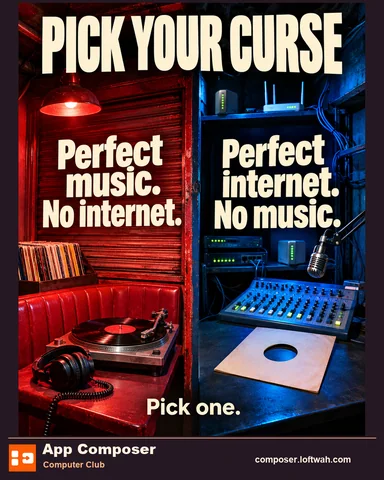 PICK YOUR CURSE
Perfect
music.
No internet.
Perfect
internet.
No music.
Pick one.
App Composer
Computer Club
composer.loftwah.com